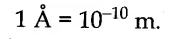 1 Å = 10⁻¹⁰ m.